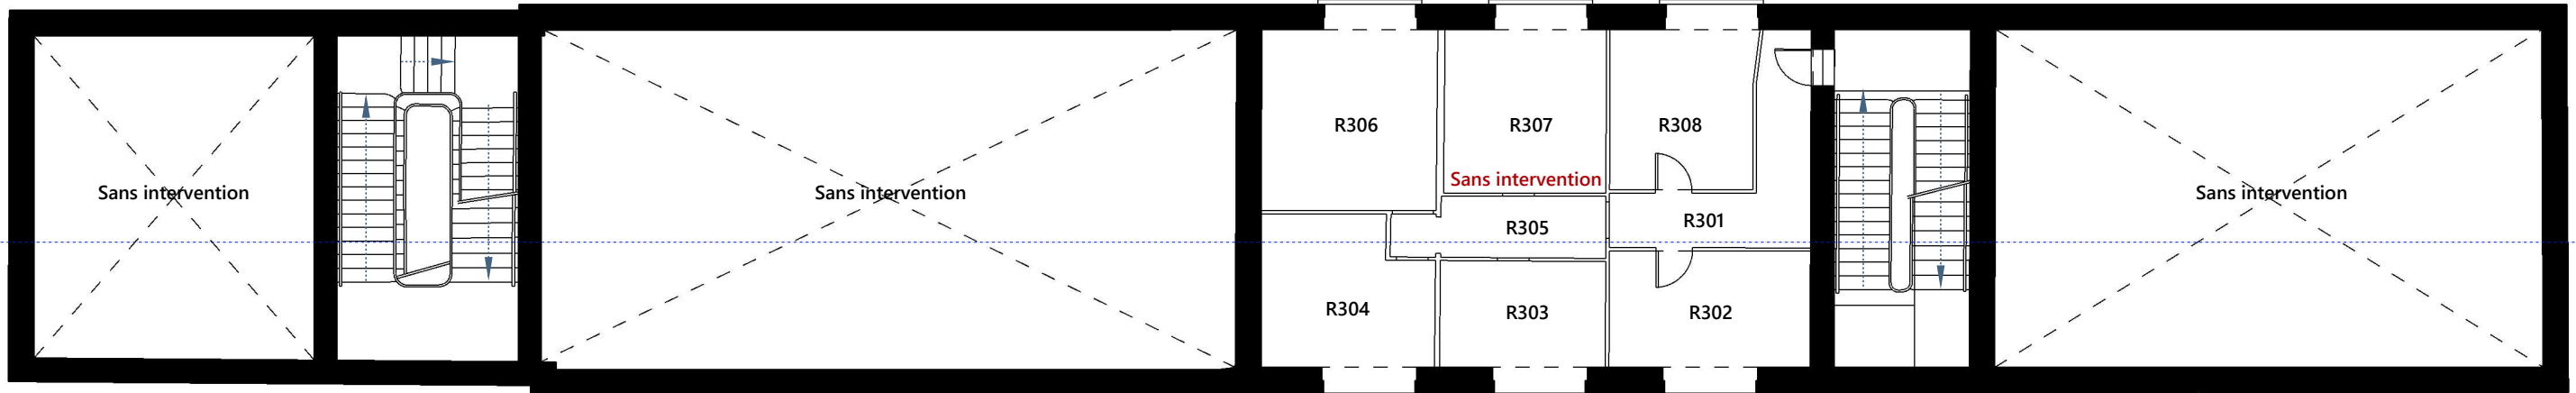 R306
R307
R308
Sans intervention
Sans intervention
Sans intervention
Sans intervention
R305
R301
R304
R303
R302